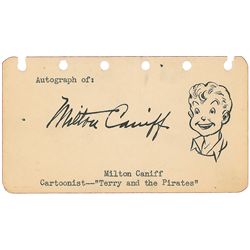 Autograph of:
Milton Caniff
Milton Caniff
Cartoonist--"Terry and the Pirates"